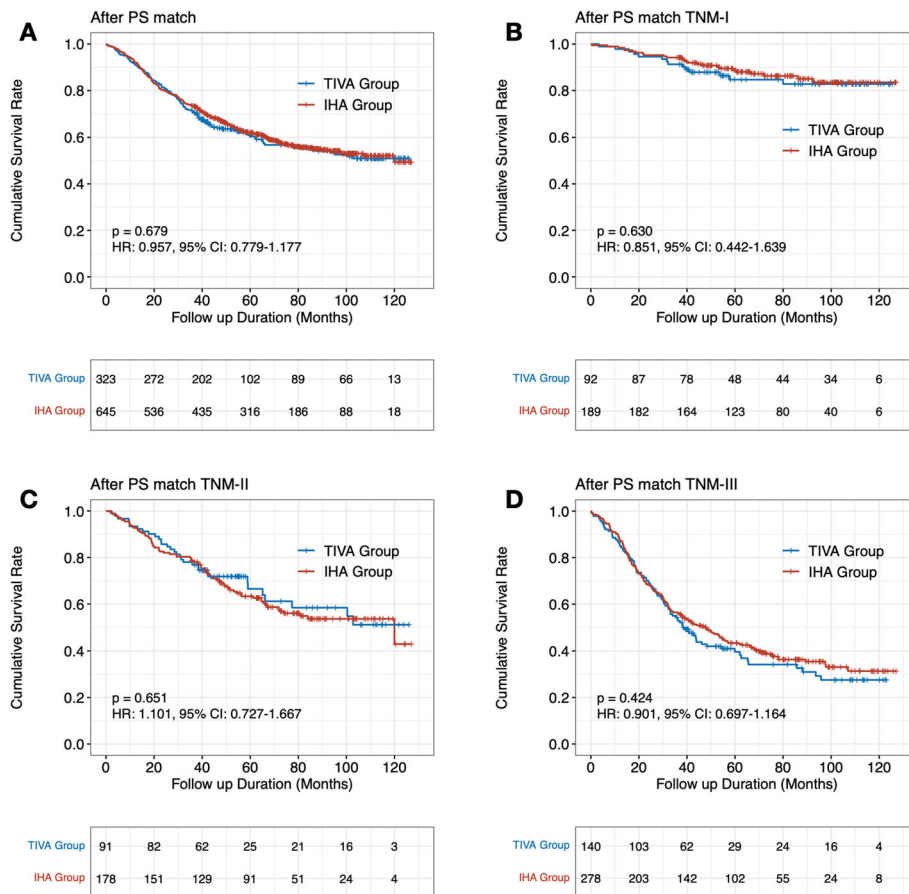 A
After PS match
1.0
0.8
0.6
0.4
0.2
0.0
Cumulative Survival Rate
TIVA Group
IHA Group
p = 0.679
HR: 0.957, 95% CI: 0.779-1.177
0 20 40 60 80 100 120
Follow up Duration (Months)
TIVA Group 323 272 202 102 89 66 13
IHA Group 645 536 435 316 186 88 18
B
After PS match TNM-I
1.0
0.8
0.6
0.4
0.2
0.0
Cumulative Survival Rate
TIVA Group
IHA Group
p = 0.630
HR: 0.851, 95% CI: 0.442-1.639
0 20 40 60 80 100 120
Follow up Duration (Months)
TIVA Group 92 87 78 48 44 34 6
IHA Group 189 182 164 123 80 40 6
C
After PS match TNM-II
1.0
0.8
0.6
0.4
0.2
0.0
Cumulative Survival Rate
TIVA Group
IHA Group
p = 0.651
HR: 1.101, 95% CI: 0.727-1.667
0 20 40 60 80 100 120
Follow up Duration (Months)
TIVA Group 91 82 62 25 21 16 3
IHA Group 178 151 129 91 51 24 4
D
After PS match TNM-III
1.0
0.8
0.6
0.4
0.2
0.0
Cumulative Survival Rate
TIVA Group
IHA Group
p = 0.424
HR: 0.901, 95% CI: 0.697-1.164
0 20 40 60 80 100 120
Follow up Duration (Months)
TIVA Group 140 103 62 29 24 16 4
IHA Group 278 203 142 102 55 24 8